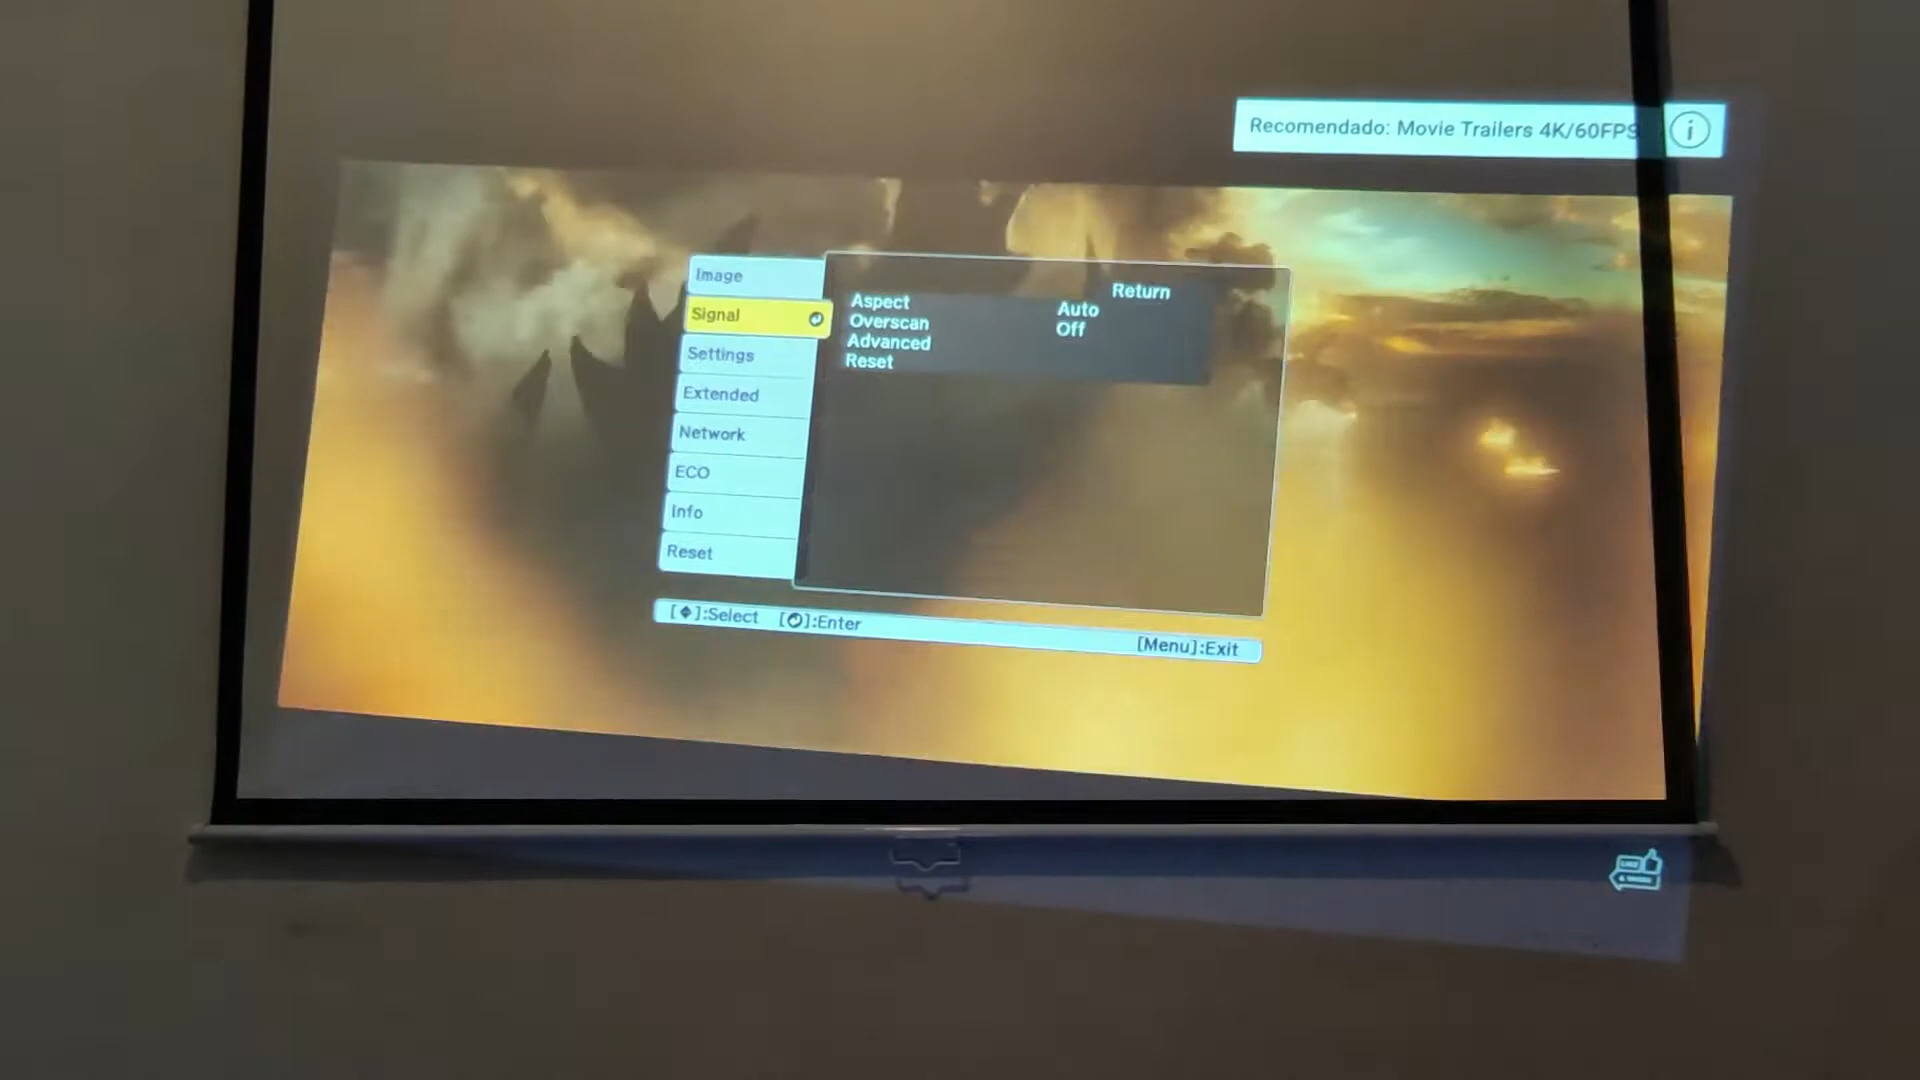 Recomendado: Movie Trailers 4K/60FPS
Image
Signal
Settings
Extended
Network
ECO
Info
Reset
Return
Aspect Auto
Overscan Off
Advanced
Reset
[◆]:Select [↵]:Enter
[Menu]:Exit